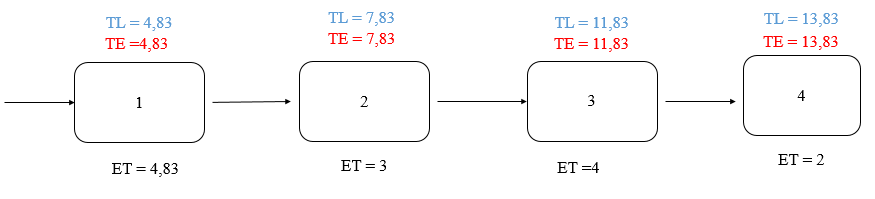 TL = 4,83
TE =4,83
1
ET = 4,83
TL = 7,83
TE = 7,83
2
ET = 3
TL = 11,83
TE = 11,83
3
ET =4
TL = 13,83
TE = 13,83
4
ET = 2